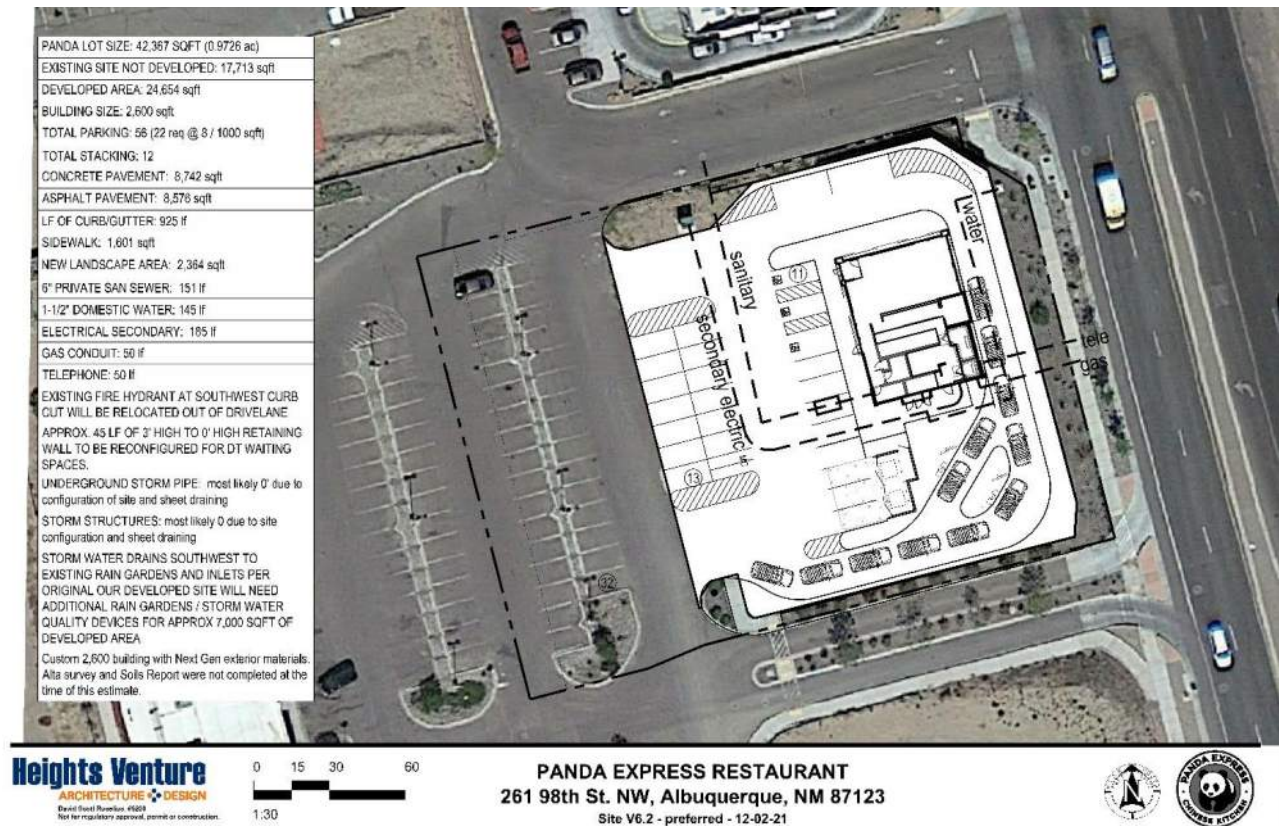 PANDA LOT SIZE: 42,367 SQFT (0.9726 ac)
EXISTING SITE NOT DEVELOPED: 17,713 sqft
DEVELOPED AREA: 24,654 sqft
BUILDING SIZE: 2,600 sqft
TOTAL PARKING: 56 (22 req @ 8 / 1000 sqft)
TOTAL STACKING: 12
CONCRETE PAVEMENT: 8,742 sqft
ASPHALT PAVEMENT: 8,576 sqft
LF OF CURB/GUTTER: 925 lf
SIDEWALK: 1,601 sqft
NEW LANDSCAPE AREA: 2,364 sqft
6" PRIVATE SAN SEWER: 151 lf
1-1/2" DOMESTIC WATER: 145 lf
ELECTRICAL SECONDARY: 165 lf
GAS CONDUIT: 50 lf
TELEPHONE: 50 lf
EXISTING FIRE HYDRANT AT SOUTHWEST CURB
CUT WILL BE RELOCATED OUT OF DRIVELANE
APPROX. 45 LF OF 3' HIGH TO 0' HIGH RETAINING
WALL TO BE RECONFIGURED FOR DT WAITING
SPACES.
UNDERGROUND STORM PIPE: most likely 0' due to
configuration of site and sheet draining
STORM STRUCTURES: most likely 0 due to site
configuration and sheet draining
STORM WATER DRAINS SOUTHWEST TO
EXISTING RAIN GARDENS AND INLETS PER
ORIGINAL OUR DEVELOPED SITE WILL NEED
ADDITIONAL RAIN GARDENS / STORM WATER
QUALITY DEVICES FOR APPROX 7,000 SQFT OF
DEVELOPED AREA
Custom 2,600 building with Next Gen exterior materials.
Alta survey and Soils Report were not completed at the
time of this estimate.
water
sanitary
11
secondary electric
tele
gas
13
32
Heights Venture
ARCHITECTURE DESIGN
Not for regulatory approval, permit or construction.
0 15 30 60
1:30
PANDA EXPRESS RESTAURANT
261 98th St. NW, Albuquerque, NM 87123
Site V6.2 - preferred - 12-02-21
N
PANDA EXPRESS
CHINESE KITCHEN